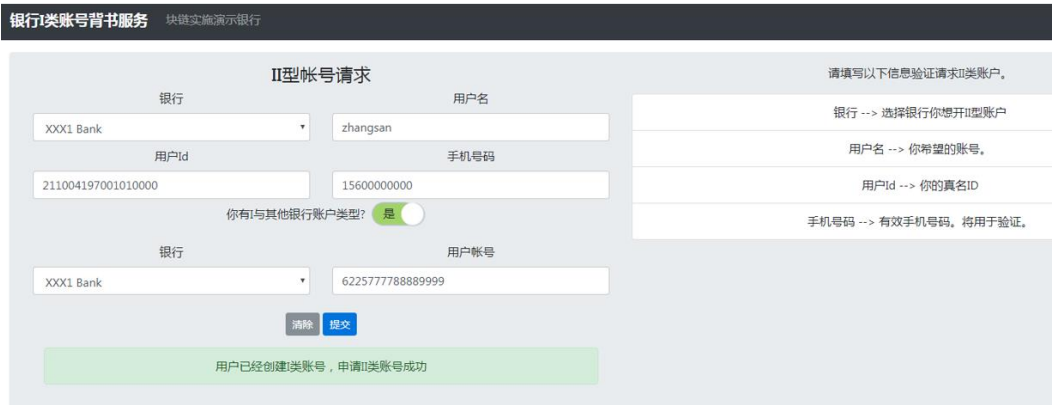 银行I类账号背书服务 块链实施演示银行
II型帐号请求
银行 用户名
XXX1 Bank zhangsan
用户Id 手机号码
211004197001010000 15600000000
你有I与其他银行账户类型? 是
银行 用户帐号
XXX1 Bank 6225777788889999
清除 提交
用户已经创建I类账号，申请II类账号成功
请填写以下信息验证请求II类账户。
银行 --> 选择银行你想开II型账户
用户名 --> 你希望的账号。
用户Id --> 你的真名ID
手机号码 --> 有效手机号码。将用于验证。